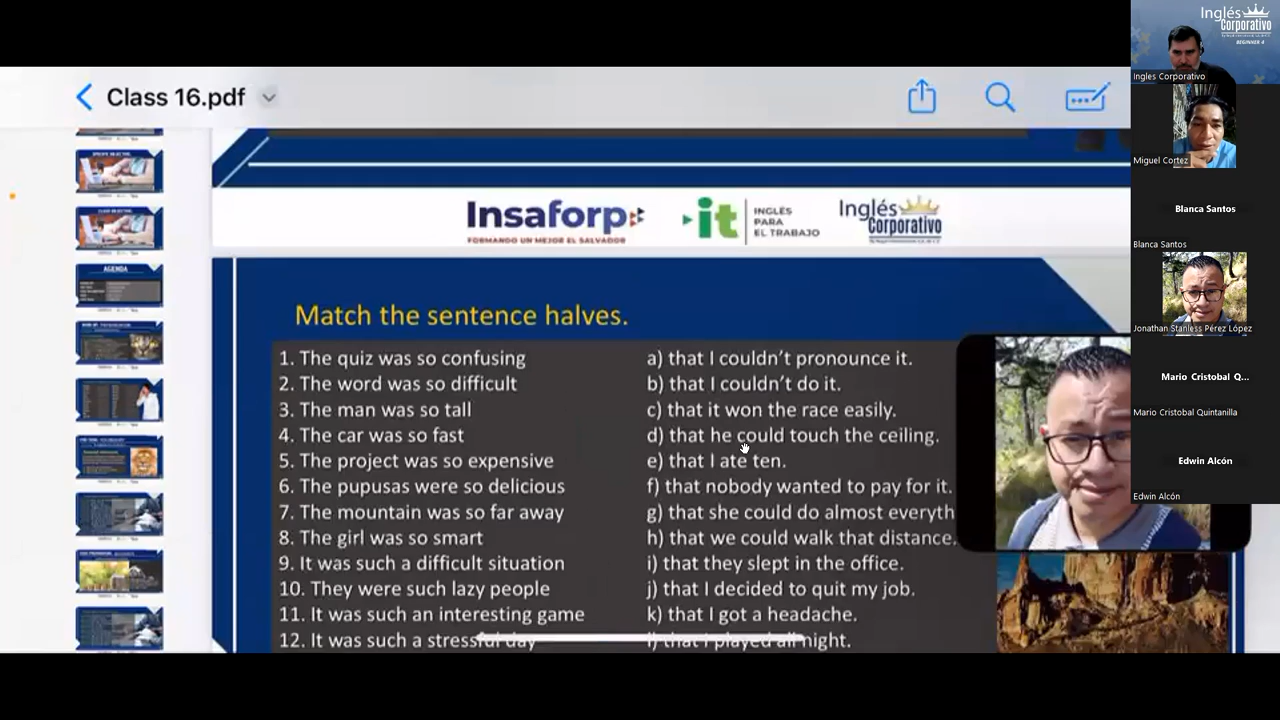 Class 16.pdf
Insaforp
FORMANDO UN MEJOR EL SALVADOR
it
INGLÉS
PARA
EL TRABAJO
Inglés
Corporativo
Match the sentence halves.
1. The quiz was so confusing
2. The word was so difficult
3. The man was so tall
4. The car was so fast
5. The project was so expensive
6. The pupusas were so delicious
7. The mountain was so far away
8. The girl was so smart
9. It was such a difficult situation
10. They were such lazy people
11. It was such an interesting game
12. It was such a stressful day
a) that I couldn't pronounce it.
b) that I couldn't do it.
c) that it won the race easily.
d) that he could touch the ceiling.
e) that I ate ten.
f) that nobody wanted to pay for it.
g) that she could do almost everyth
h) that we could walk that distance.
i) that they slept in the office.
j) that I decided to quit my job.
k) that I got a headache.
l) that I played all night.
Inglés
Corporativo
BEGINNER 4
Ingles Corporativo
Miguel Cortez
Blanca Santos
Blanca Santos
Jonathan Stanless Pérez López
Mario Cristobal Q...
Mario Cristobal Quintanilla
Edwin Alcón
Edwin Alcón
AGENDA